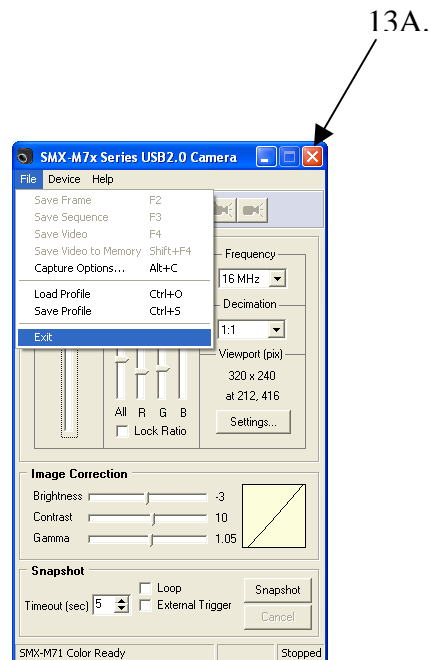 13A.
SMX-M7x Series USB2.0 Camera
File Device Help
Save Frame F2
Save Sequence F3
Save Video F4
Save Video to Memory Shift+F4
Capture Options... Alt+C
Load Profile Ctrl+O
Save Profile Ctrl+S
Exit
Frequency
16 MHz
Decimation
1:1
Viewport (pix)
320 x 240
at 212, 416
Settings...
All R G B
Lock Ratio
Image Correction
Brightness -3
Contrast 10
Gamma 1.05
Snapshot
Timeout (sec) 5
Loop
External Trigger
Snapshot
Cancel
SMX-M71 Color Ready Stopped